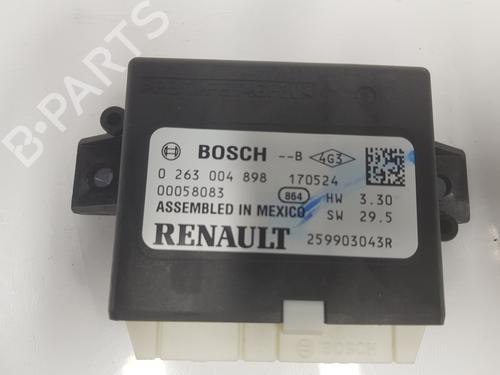 B-PARTS
BOSCH --B 4G3
0 263 004 898 170524
00058083 864 HW 3.30
ASSEMBLED IN MEXICO SW 29.5
RENAULT 259903043R
BOSCH